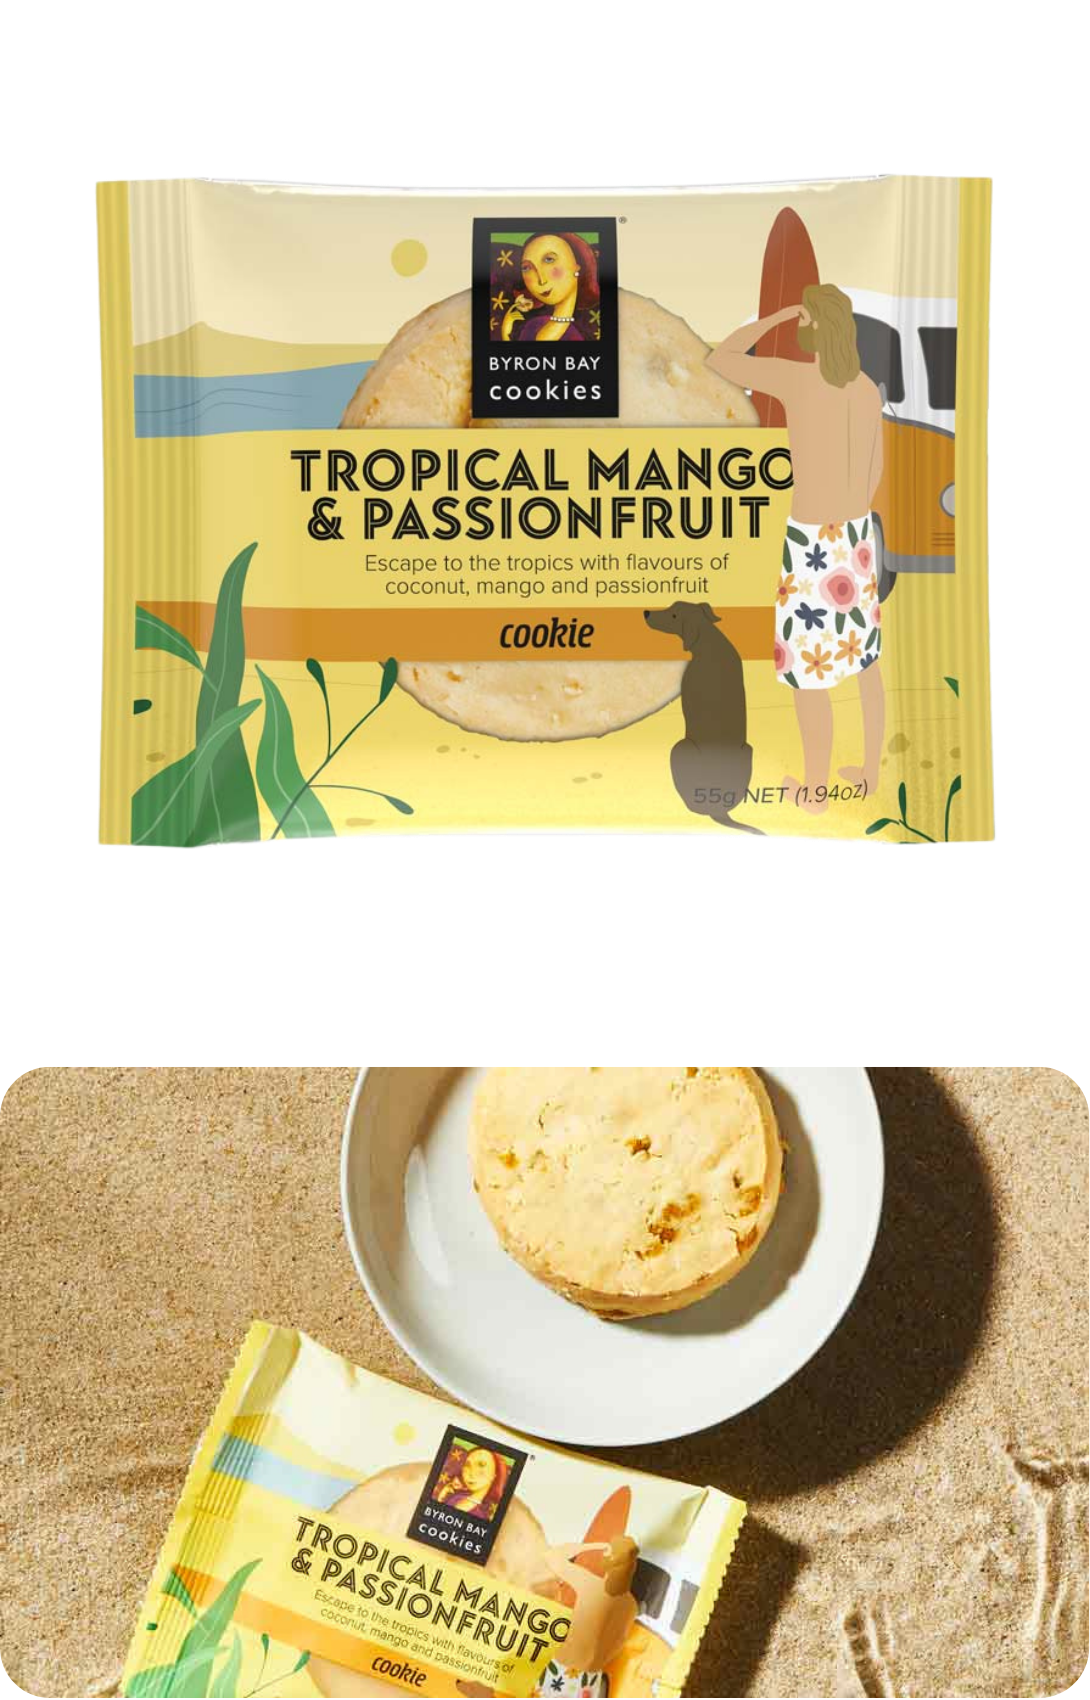 ®
BYRON BAY
cookies
TROPICAL MANGO
& PASSIONFRUIT
Escape to the tropics with flavours of
coconut, mango and passionfruit
cookie
55g NET (1.94oz)
BYRON BAY
cookies
TROPICAL MANGO
& PASSIONFRUIT
Escape to the tropics with flavours of
coconut, mango and passionfruit
cookie